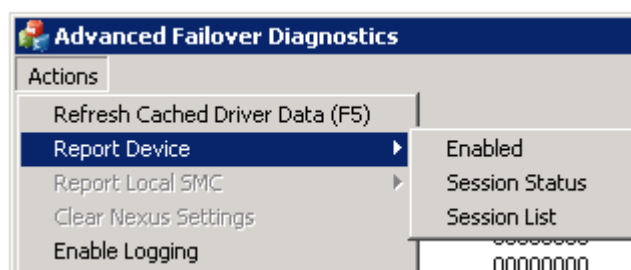 Advanced Failover Diagnostics
Actions
Refresh Cached Driver Data (F5)
Report Device
Enabled
Report Local SMC
Session Status
Clear Nexus Settings
Session List
Enable Logging
00000000